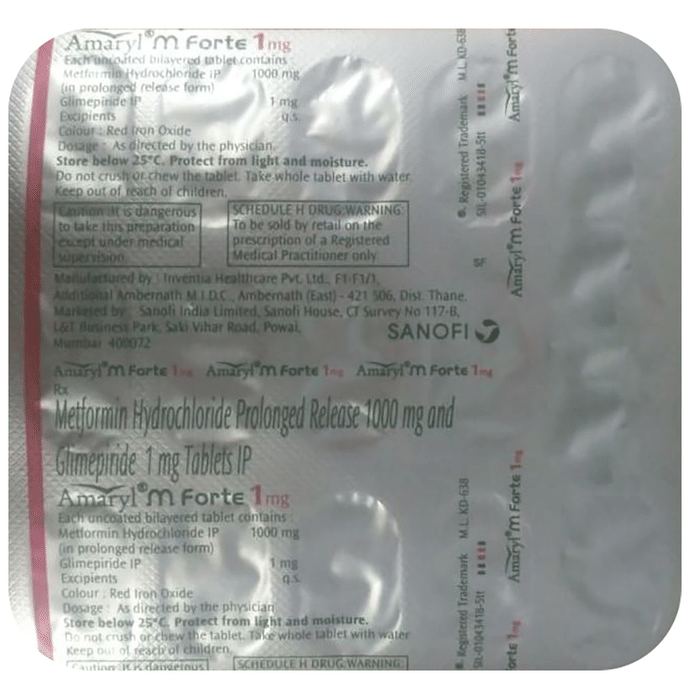 Amaryl®M Forte 1mg
Each uncoated bilayered tablet contains :
Metformin Hydrochloride IP 1000 mg
(in prolonged release form)
Glimepiride IP 1 mg
Excipients q.s.
Colour : Red Iron Oxide
Dosage : As directed by the physician.
Store below 25°C. Protect from light and moisture.
Do not crush or chew the tablet. Take whole tablet with water.
Keep out of reach of children.
Caution :It is dangerous
to take this preparation
except under medical
supervision.
SCHEDULE H DRUG:WARNING:
To be sold by retail on the
prescription of a Registered
Medical Practitioner only.
Manufactured by : Inventia Healthcare Pvt. Ltd., F1-F1/1,
Additional Ambernath M.I.D.C., Ambernath (East) - 421 506, Dist. Thane.
Marketed by : Sanofi India Limited, Sanofi House, CT Survey No 117-B,
L&T Business Park, Saki Vihar Road, Powai,
Mumbai 400072
SANOFI
Amaryl®M Forte 1mg Amaryl®M Forte 1mg Amaryl®M Forte 1mg
Rx
Metformin Hydrochloride Prolonged Release 1000 mg and
Glimepiride 1 mg Tablets IP
Amaryl®M Forte 1mg
Each uncoated bilayered tablet contains :
Metformin Hydrochloride IP 1000 mg
(in prolonged release form)
Glimepiride IP 1 mg
Excipients q.s.
Colour : Red Iron Oxide
Dosage : As directed by the physician
Store below 25°C. Protect from light and moisture.
Do not crush or chew the tablet. Take whole tablet with water
Keep out of reach of children.
Caution :It is dangerous
SCHEDULE H DRUG:WARNING:
®. Registered Trademark M.L. KD-638
SIL-01043418-5tt
Amaryl®M Forte 1mg
Amaryl®M Forte
®. Registered Trademark M.L. KD-638
SIL-01043418-5tt
Amaryl®M Forte 1mg
orte 1mg